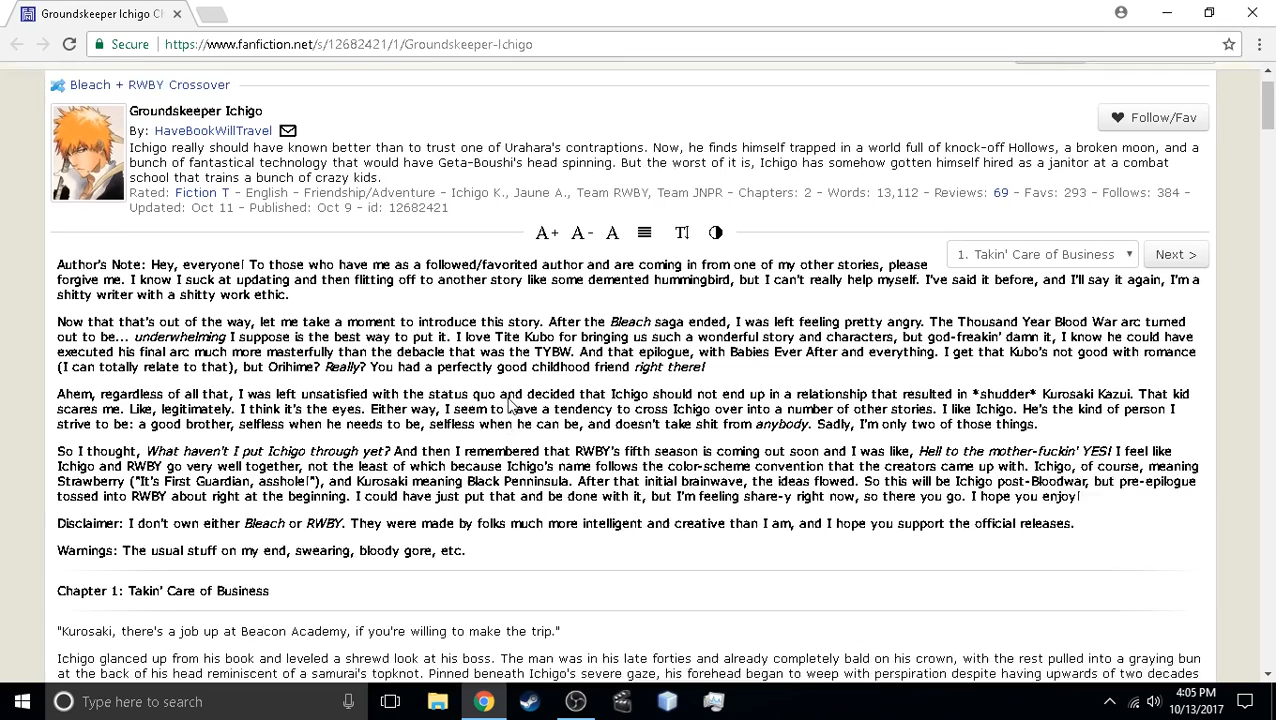 Groundskeeper Ichigo Ch
Secure https://www.fanfiction.net/s/12682421/1/Groundskeeper-Ichigo
Bleach + RWBY Crossover
Groundskeeper Ichigo
By: HaveBookWillTravel
Follow/Fav
Ichigo really should have known better than to trust one of Urahara's contraptions. Now, he finds himself trapped in a world full of knock-off Hollows, a broken moon, and a
bunch of fantastical technology that would have Geta-Boushi's head spinning. But the worst of it is, Ichigo has somehow gotten himself hired as a janitor at a combat
school that trains a bunch of crazy kids.
Rated: Fiction T - English - Friendship/Adventure - Ichigo K., Jaune A., Team RWBY, Team JNPR - Chapters: 2 - Words: 13,112 - Reviews: 69 - Favs: 293 - Follows: 384 -
Updated: Oct 11 - Published: Oct 9 - id: 12682421
A+ A- A
1. Takin' Care of Business
Next >
Author's Note: Hey, everyone! To those who have me as a followed/favorited author and are coming in from one of my other stories, please
forgive me. I know I suck at updating and then flitting off to another story like some demented hummingbird, but I can't really help myself. I've said it before, and I'll say it again, I'm a
shitty writer with a shitty work ethic.
Now that that's out of the way, let me take a moment to introduce this story. After the Bleach saga ended, I was left feeling pretty angry. The Thousand Year Blood War arc turned
out to be... underwhelming I suppose is the best way to put it. I love Tite Kubo for bringing us such a wonderful story and characters, but god-freakin' damn it, I know he could have
executed his final arc much more masterfully than the debacle that was the TYBW. And that epilogue, with Babies Ever After and everything. I get that Kubo's not good with romance
(I can totally relate to that), but Orihime? Really? You had a perfectly good childhood friend right there!
Ahem, regardless of all that, I was left unsatisfied with the status quo and decided that Ichigo should not end up in a relationship that resulted in *shudder* Kurosaki Kazui. That kid
scares me. Like, legitimately. I think it's the eyes. Either way, I seem to have a tendency to cross Ichigo over into a number of other stories. I like Ichigo. He's the kind of person I
strive to be: a good brother, selfless when he needs to be, selfless when he can be, and doesn't take shit from anybody. Sadly, I'm only two of those things.
So I thought, What haven't I put Ichigo through yet? And then I remembered that RWBY's fifth season is coming out soon and I was like, Hell to the mother-fuckin' YES! I feel like
Ichigo and RWBY go very well together, not the least of which because Ichigo's name follows the color-scheme convention that the creators came up with. Ichigo, of course, meaning
Strawberry ("It's First Guardian, asshole!"), and Kurosaki meaning Black Penninsula. After that initial brainwave, the ideas flowed. So this will be Ichigo post-Bloodwar, but pre-epilogue
tossed into RWBY about right at the beginning. I could have just put that and be done with it, but I'm feeling share-y right now, so there you go. I hope you enjoy!
Disclaimer: I don't own either Bleach or RWBY. They were made by folks much more intelligent and creative than I am, and I hope you support the official releases.
Warnings: The usual stuff on my end, swearing, bloody gore, etc.
Chapter 1: Takin' Care of Business
"Kurosaki, there's a job up at Beacon Academy, if you're willing to make the trip."
Ichigo glanced up from his book and leveled a shrewd look at his boss. The man was in his late forties and already completely bald on his crown, with the rest pulled into a graying bun
at the back of his head reminiscent of a samurai's topknot. Pinned beneath Ichigo's severe gaze, his forehead began to weep with perspiration despite having upwards of two decades
Type here to search
4:05 PM
10/13/2017